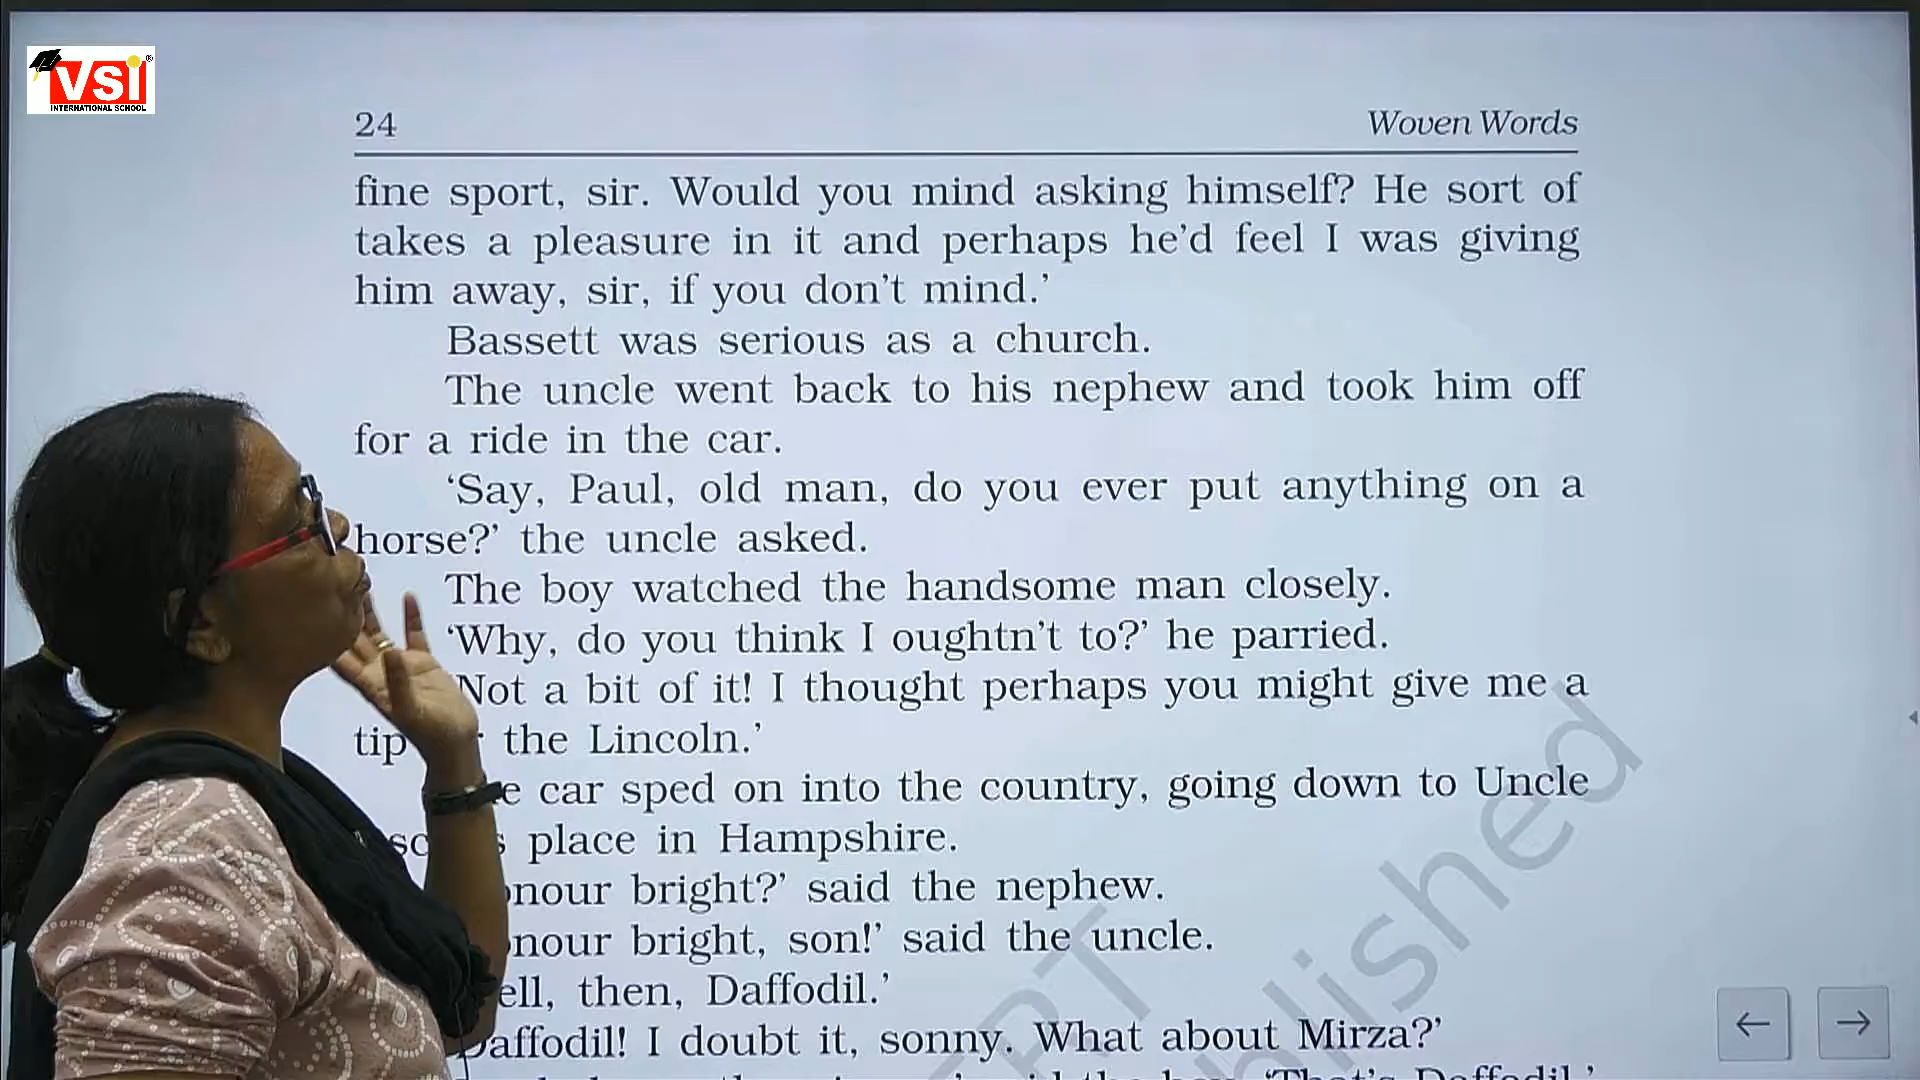 VSI
INTERNATIONAL SCHOOL
24 Woven Words
fine sport, sir. Would you mind asking himself? He sort of
takes a pleasure in it and perhaps he'd feel I was giving
him away, sir, if you don't mind.'
Bassett was serious as a church.
The uncle went back to his nephew and took him off
for a ride in the car.
'Say, Paul, old man, do you ever put anything on a
horse?' the uncle asked.
The boy watched the handsome man closely.
'Why, do you think I oughtn't to?' he parried.
Not a bit of it! I thought perhaps you might give me a
tip the Lincoln.'
car sped on into the country, going down to Uncle
place in Hampshire.
bright?' said the nephew.
bright, son!' said the uncle.
then, Daffodil.'
Daffodil! I doubt it, sonny. What about Mirza?'
said the boy. 'That's Daffodil.'